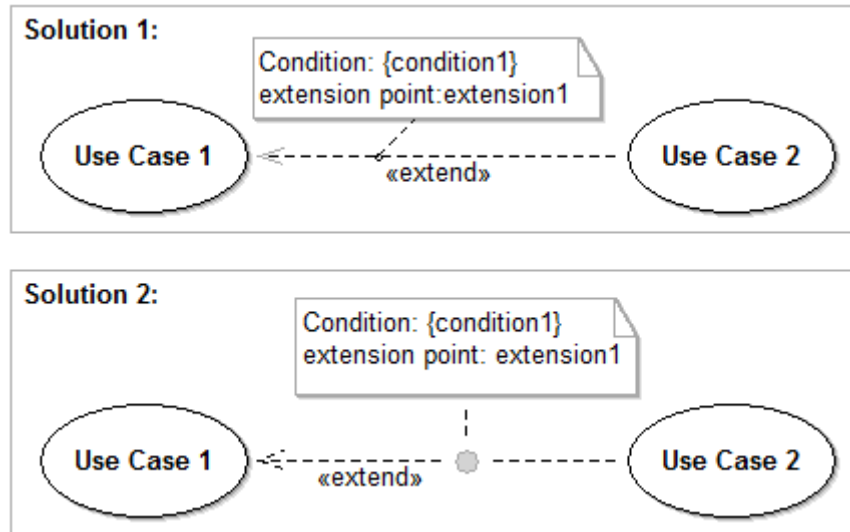 Solution 1:
Condition: {condition1}
extension point:extension1
Use Case 1
«extend»
Use Case 2
Solution 2:
Condition: {condition1}
extension point: extension1
Use Case 1
«extend»
Use Case 2